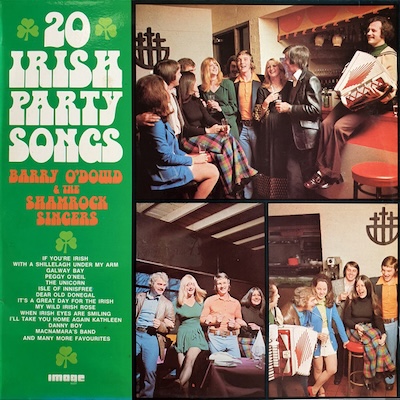 20
IRISH
PARTY
SONGS
BARRY O'DOWD
& THE
SHAMROCK
SINGERS
IF YOU'RE IRISH
WITH A SHILLELAGH UNDER MY ARM
GALWAY BAY
PEGGY O'NEIL
THE UNICORN
ISLE OF INNISFREE
DEAR OLD DONEGAL
IT'S A GREAT DAY FOR THE IRISH
MY WILD IRISH ROSE
WHEN IRISH EYES ARE SMILING
I'LL TAKE YOU HOME AGAIN KATHLEEN
DANNY BOY
MACNAMARA'S BAND
AND MANY MORE FAVOURITES
image